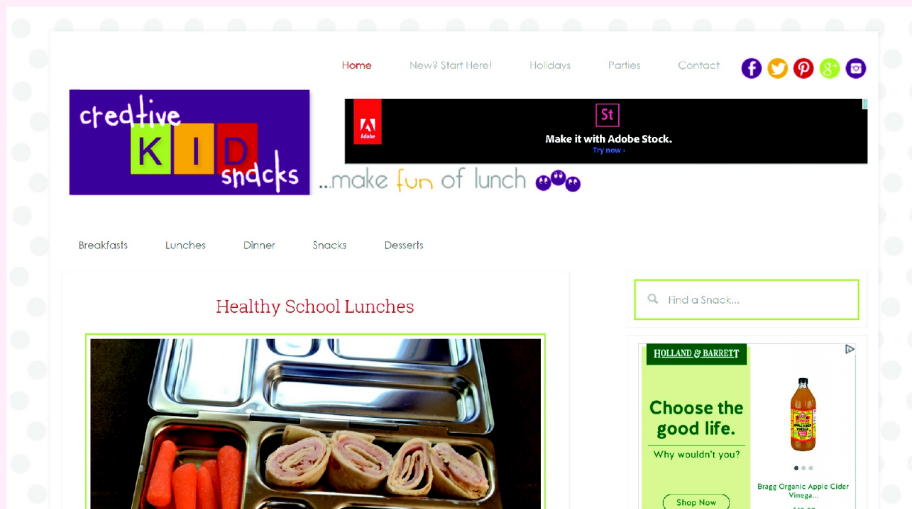 Home New? Start Here! Holidays Parties Contact
creative
KID
snacks
Adobe
St
Make it with Adobe Stock.
Try now ›
...make fun of lunch
Breakfasts Lunches Dinner Snacks Desserts
Healthy School Lunches
Find a Snack...
HOLLAND & BARRETT
Choose the
good life.
Why wouldn't you?
Shop Now
BRAGG
Bragg Organic Apple Cider
Vinega...